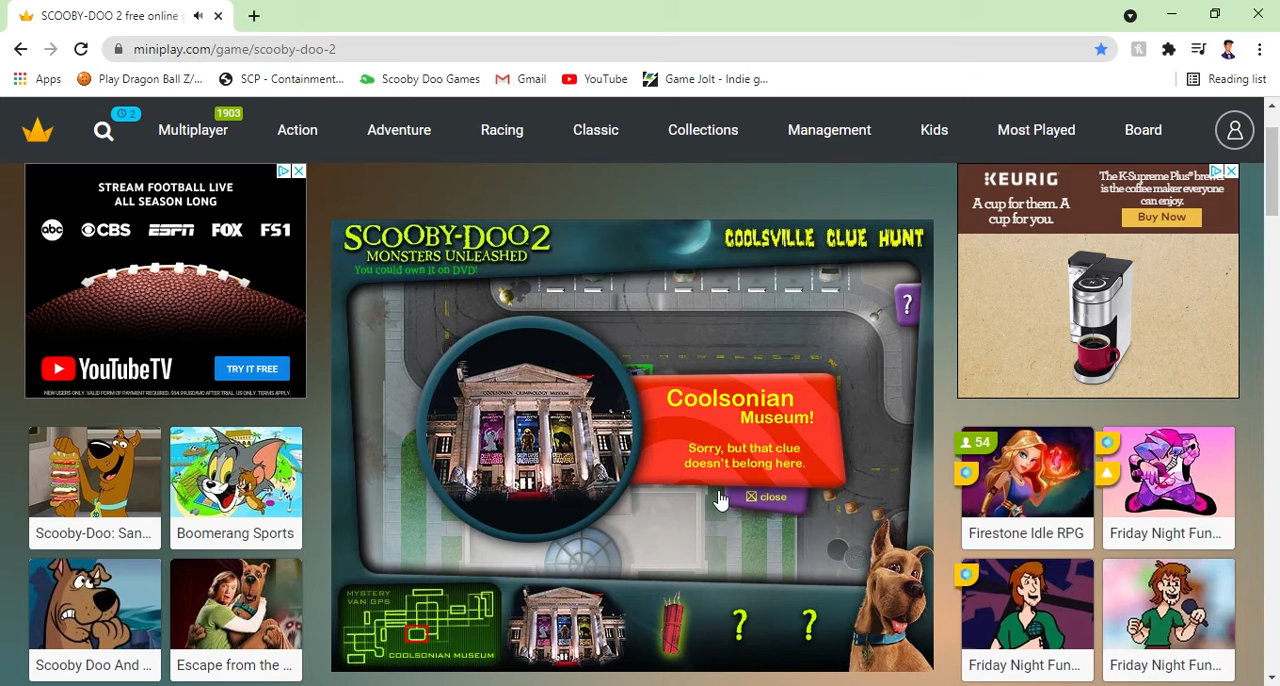 SCOOBY-DOO 2 free online g
miniplay.com/game/scooby-doo-2
Apps
Play Dragon Ball Z/...
SCP - Containment...
Scooby Doo Games
Gmail
YouTube
Game Jolt - Indie g...
Reading list
2
Multiplayer
1903
Action
Adventure
Racing
Classic
Collections
Management
Kids
Most Played
Board
STREAM FOOTBALL LIVE
ALL SEASON LONG
abc CBS ESPN FOX FS1
YouTubeTV
TRY IT FREE
KEURIG
A cup for them. A
cup for you.
The K-Supreme Plus® brewer
is the coffee maker everyone
can enjoy.
Buy Now
SCOOBY-DOO2
MONSTERS UNLEASHED
You could own it on DVD!
COOLSVILLE CLUE HUNT
?
COOLSONIAN CRIMINOLOGY MUSEUM
Coolsonian
Museum!
Sorry, but that clue
doesn't belong here.
close
MYSTERY
VAN GPS
COOLSONIAN MUSEUM
? ?
Scooby-Doo: San...
Boomerang Sports
Scooby Doo And ...
Escape from the ...
54
Firestone Idle RPG
Friday Night Fun...
Friday Night Fun...
Friday Night Fun...